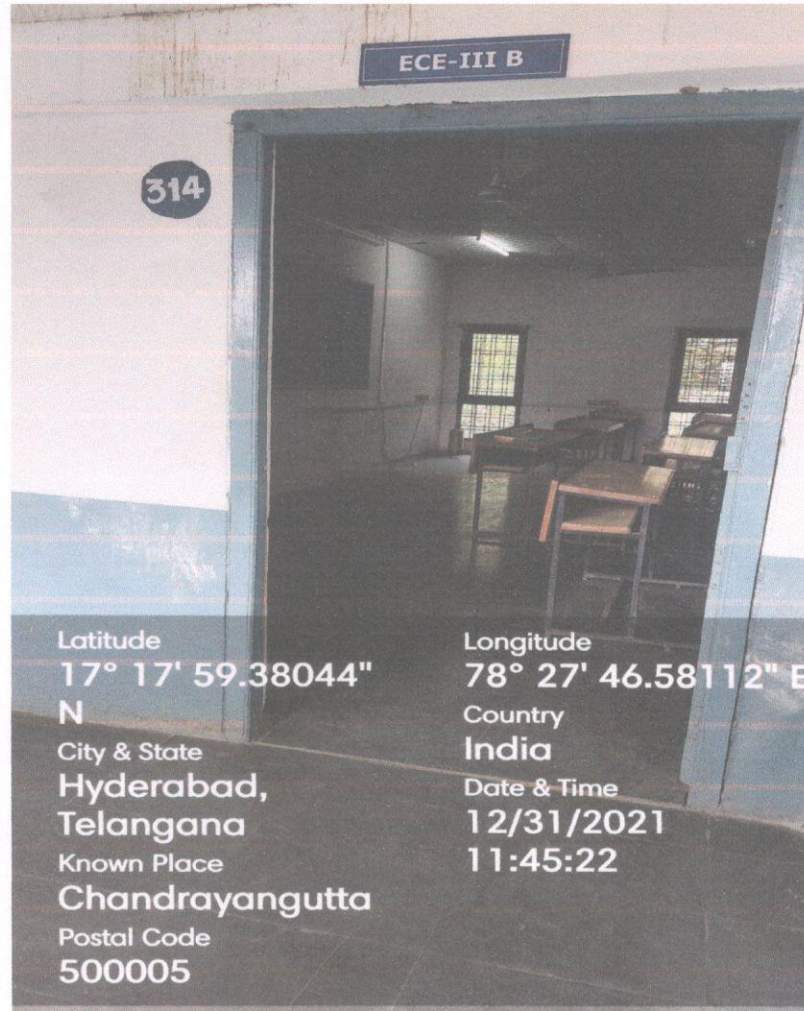 ECE-III B
314
Latitude
17° 17' 59.38044"
N
City & State
Hyderabad,
Telangana
Known Place
Chandrayangutta
Postal Code
500005
Longitude
78° 27' 46.58112" E
Country
India
Date & Time
12/31/2021
11:45:22